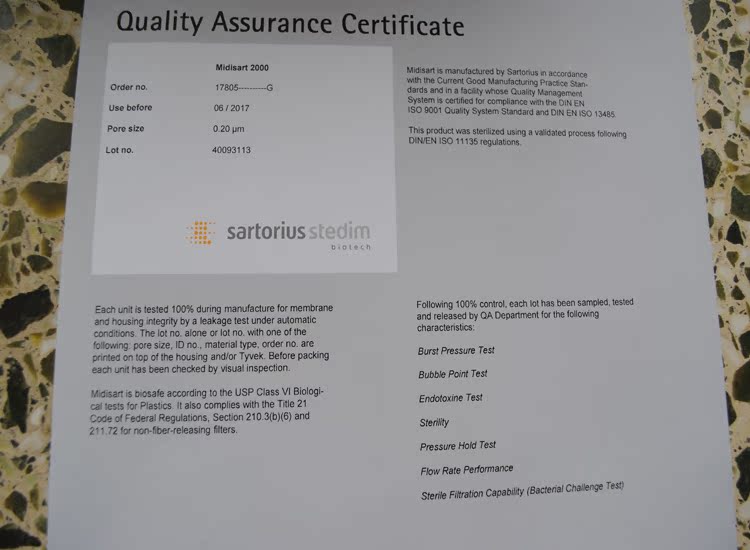 Quality Assurance Certificate
Midisart 2000
Order no. 17805----------G
Use before 06 / 2017
Pore size 0.20 µm
Lot no. 40093113
sartorius stedim
biotech
Midisart is manufactured by Sartorius in accordance
with the Current Good Manufacturing Practice Stan-
dards and in a facility whose Quality Management
System is certified for compliance with the DIN EN
ISO 9001 Quality System Standard and DIN EN ISO 13485.
This product was sterilized using a validated process following
DIN/EN ISO 11135 regulations.
Each unit is tested 100% during manufacture for membrane
and housing integrity by a leakage test under automatic
conditions. The lot no. alone or lot no. with one of the
following: pore size, ID no., material type, order no. are
printed on top of the housing and/or Tyvek. Before packing
each unit has been checked by visual inspection.
Midisart is biosafe according to the USP Class VI Biologi-
cal tests for Plastics. It also complies with the Title 21
Code of Federal Regulations, Section 210.3(b)(6) and
211.72 for non-fiber-releasing filters.
Following 100% control, each lot has been sampled, tested
and released by QA Department for the following
characteristics:
Burst Pressure Test
Bubble Point Test
Endotoxine Test
Sterility
Pressure Hold Test
Flow Rate Performance
Sterile Filtration Capability (Bacterial Challenge Test)